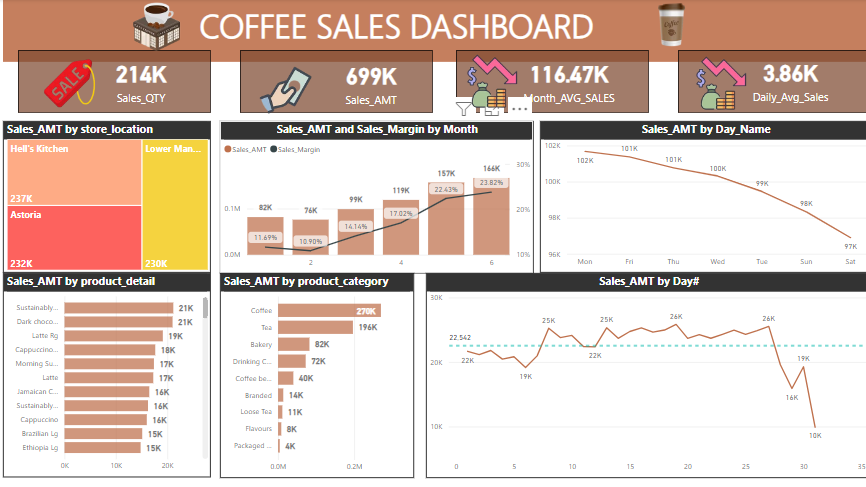 COFFEE SALES DASHBOARD
Coffee
SALE
214K
Sales_QTY
699K
Sales_AMT
116.47K
Month_AVG_SALES
3.86K
Daily_Avg_Sales
Sales_AMT by store_location
Hell's Kitchen
237K
Astoria
232K
Lower Man...
230K
Sales_AMT and Sales_Margin by Month
Sales_AMT Sales_Margin
0.1M
0.0M
82K
76K
99K
119K
157K
166K
11.69%
10.90%
14.14%
17.02%
22.43%
23.82%
30%
20%
10%
2 4 6
Sales_AMT by Day_Name
102K
100K
98K
96K
102K
101K
101K
100K
99K
98K
97K
Mon Fri Thu Wed Tue Sun Sat
Sales_AMT by product_detail
Sustainably... 21K
Dark choco... 21K
Latte Rg 19K
Cappuccino... 18K
Morning Su... 17K
Latte 17K
Jamaican C... 16K
Sustainably... 16K
Cappuccino 16K
Brazilian Lg 15K
Ethiopia Lg 15K
0K 10K 20K
Sales_AMT by product_category
Coffee 270K
Tea 196K
Bakery 82K
Drinking C... 72K
Coffee be... 40K
Branded 14K
Loose Tea 11K
Flavours 8K
Packaged ... 4K
0.0M 0.2M
Sales_AMT by Day#
30K
20K
10K
22.542
22K
19K
25K
22K
25K
26K
26K
16K
19K
10K
0 5 10 15 20 25 30 35